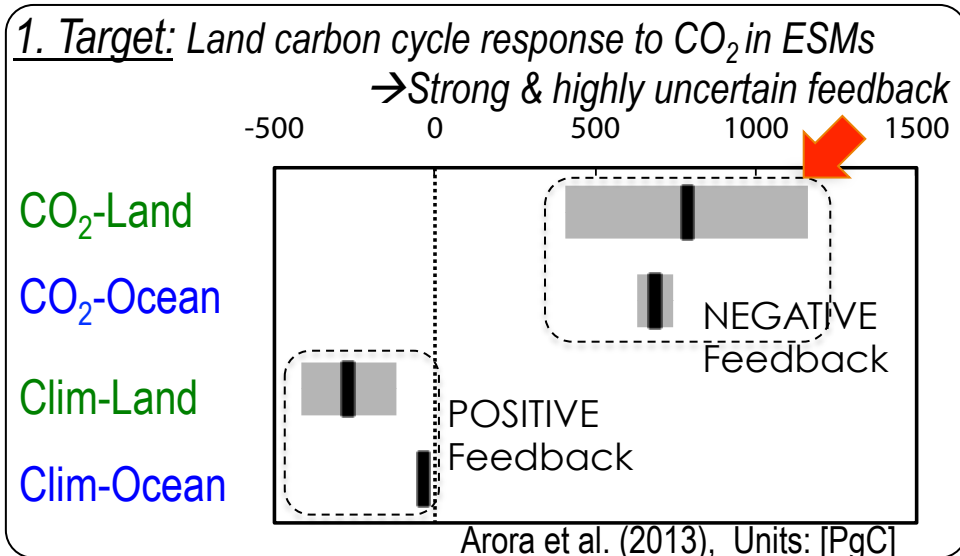 1. Target: Land carbon cycle response to CO₂ in ESMs
→Strong & highly uncertain feedback
-500 0 500 1000 1500
CO₂-Land
CO₂-Ocean
NEGATIVE
Feedback
Clim-Land
POSITIVE
Feedback
Clim-Ocean
Arora et al. (2013), Units: [PgC]